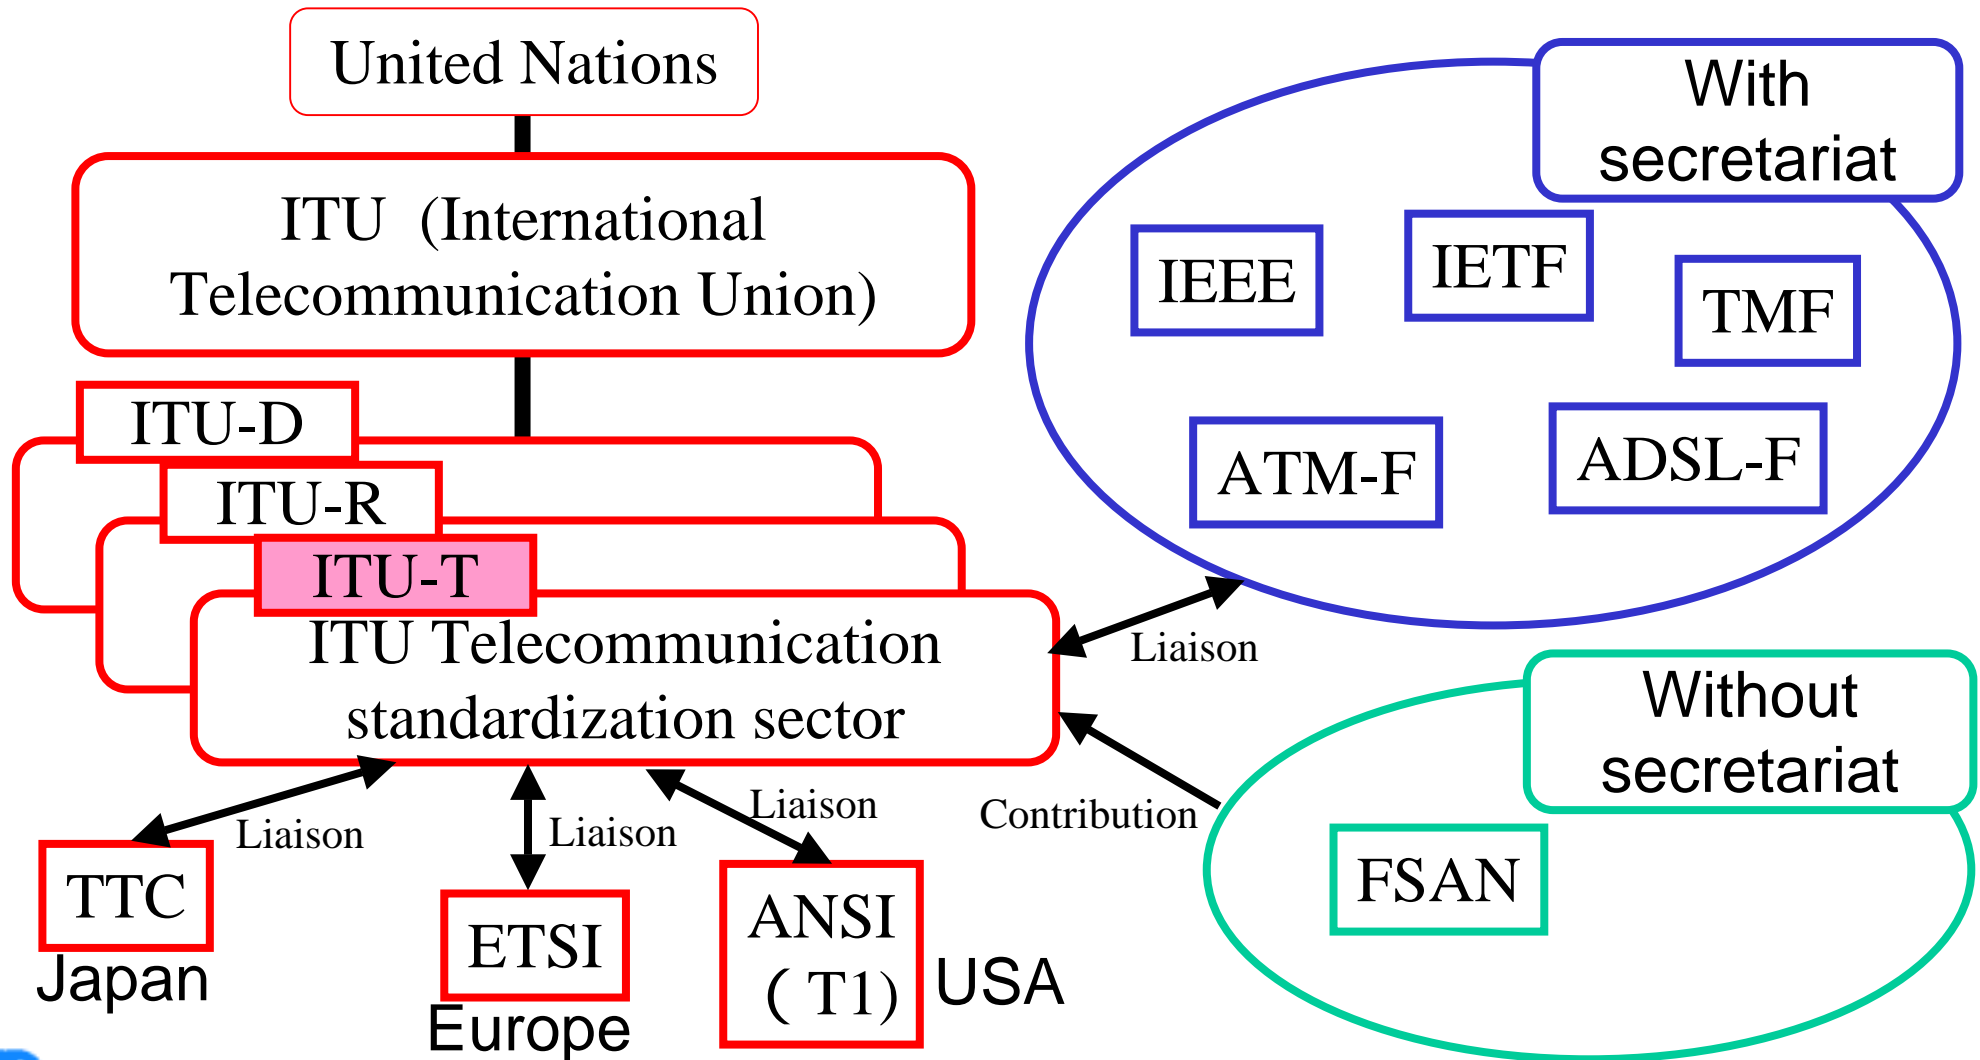 United Nations
ITU (International
Telecommunication Union)
ITU-D
ITU-R
ITU-T
ITU Telecommunication
standardization sector
Liaison
Liaison
Liaison
TTC
Japan
ETSI
Europe
ANSI
( T1)
USA
With
secretariat
IEEE
IETF
TMF
ATM-F
ADSL-F
Liaison
Contribution
Without
secretariat
FSAN